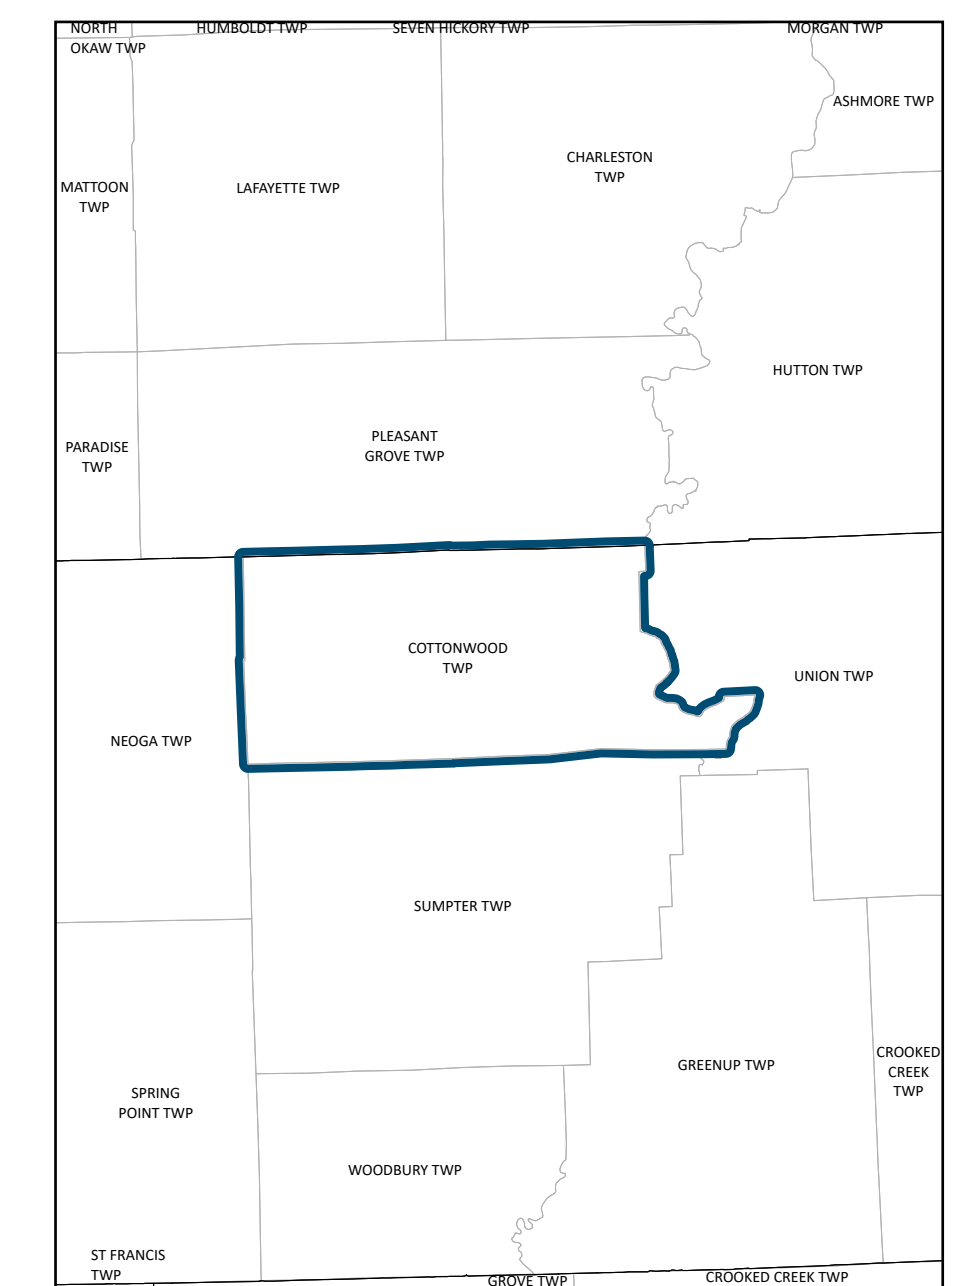 NORTH
OKAW TWP
HUMBOLDT TWP
SEVEN HICKORY TWP
MORGAN TWP
ASHMORE TWP
CHARLESTON
TWP
MATTOON
TWP
LAFAYETTE TWP
HUTTON TWP
PLEASANT
GROVE TWP
PARADISE
TWP
COTTONWOOD
TWP
UNION TWP
NEOGA TWP
SUMPTER TWP
GREENUP TWP
CROOKED
CREEK
TWP
SPRING
POINT TWP
WOODBURY TWP
ST FRANCIS
TWP
GROVE TWP
CROOKED CREEK TWP